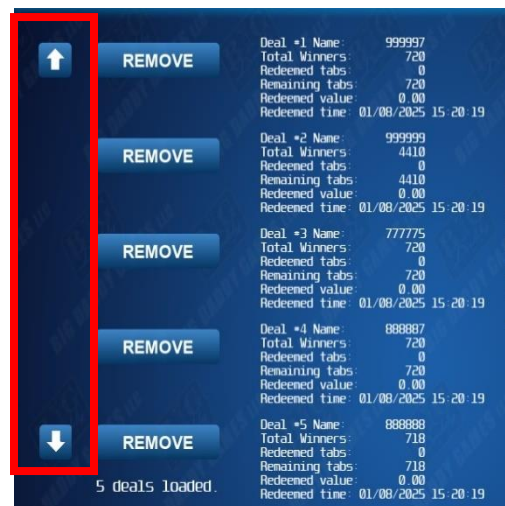 REMOVE
Deal #1 Name: 999997
Total Winners: 720
Redeemed tabs: 0
Remaining tabs: 720
Redeemed value: 0.00
Redeemed time: 01/08/2025 15:20:19
REMOVE
Deal #2 Name: 999999
Total Winners: 4410
Redeemed tabs: 0
Remaining tabs: 4410
Redeemed value: 0.00
Redeemed time: 01/08/2025 15:20:19
REMOVE
Deal #3 Name: 777775
Total Winners: 720
Redeemed tabs: 0
Remaining tabs: 720
Redeemed value: 0.00
Redeemed time: 01/08/2025 15:20:19
REMOVE
Deal #4 Name: 888887
Total Winners: 720
Redeemed tabs: 0
Remaining tabs: 720
Redeemed value: 0.00
Redeemed time: 01/08/2025 15:20:19
REMOVE
Deal #5 Name: 888888
Total Winners: 718
Redeemed tabs: 0
Remaining tabs: 718
Redeemed value: 0.00
Redeemed time: 01/08/2025 15:20:19
5 deals loaded.